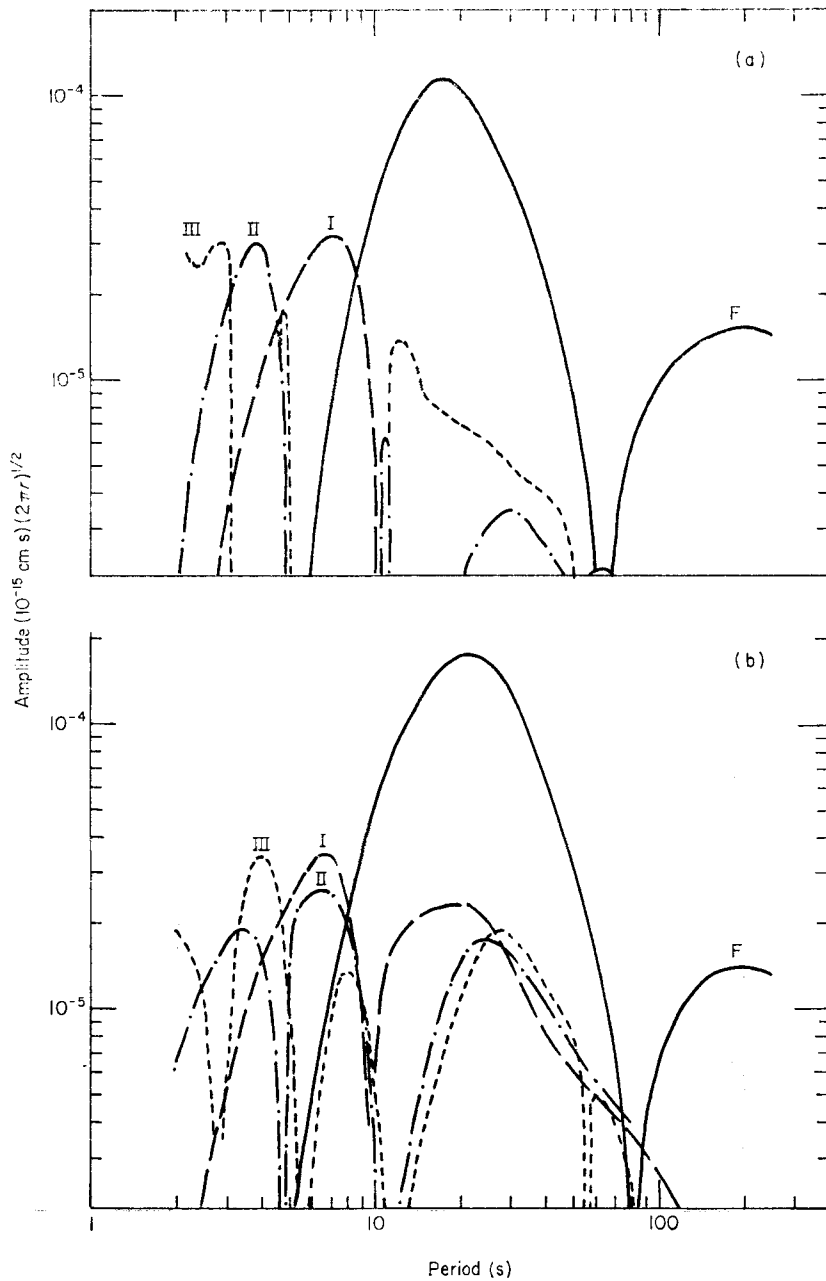 (a)
10⁻⁴
III II I
F
10⁻⁵
Amplitude (10⁻¹⁵ cm s) (2πr)^1/2
(b)
10⁻⁴
III I
II
F
10⁻⁵
1 10 100
Period (s)